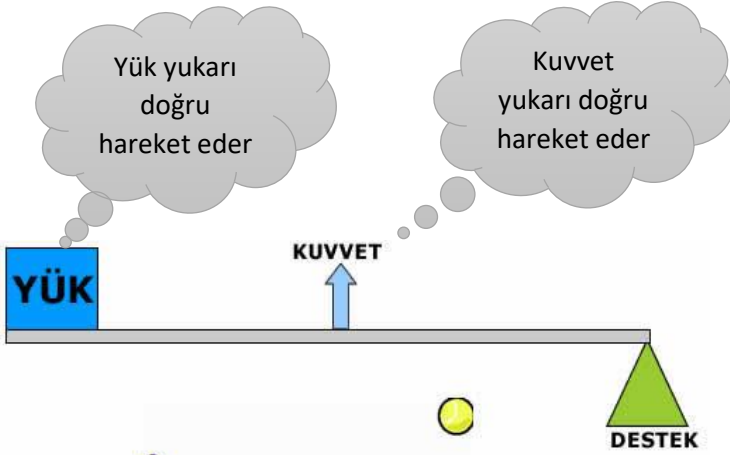 Yük yukarı
doğru
hareket eder
Kuvvet
yukarı doğru
hareket eder
KUVVET
YÜK
DESTEK